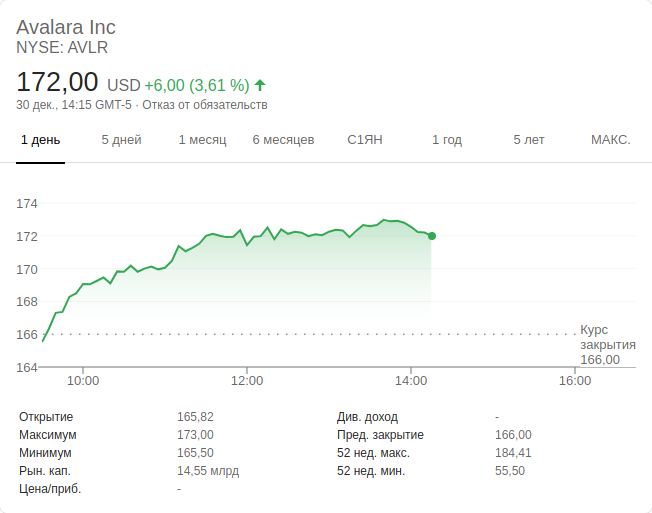 Avalara Inc
NYSE: AVLR
172,00 USD +6,00 (3,61 %)
30 дек., 14:15 GMT-5 · Отказ от обязательств
1 день 5 дней 1 месяц 6 месяцев С1ЯН 1 год 5 лет МАКС.
174
172
170
168
166
Курс
закрытия
166,00
164
10:00 12:00 14:00 16:00
Открытие 165,82 Див. доход -
Максимум 173,00 Пред. закрытие 166,00
Минимум 165,50 52 нед. макс. 184,41
Рын. кап. 14,55 млрд 52 нед. мин. 55,50
Цена/приб. -